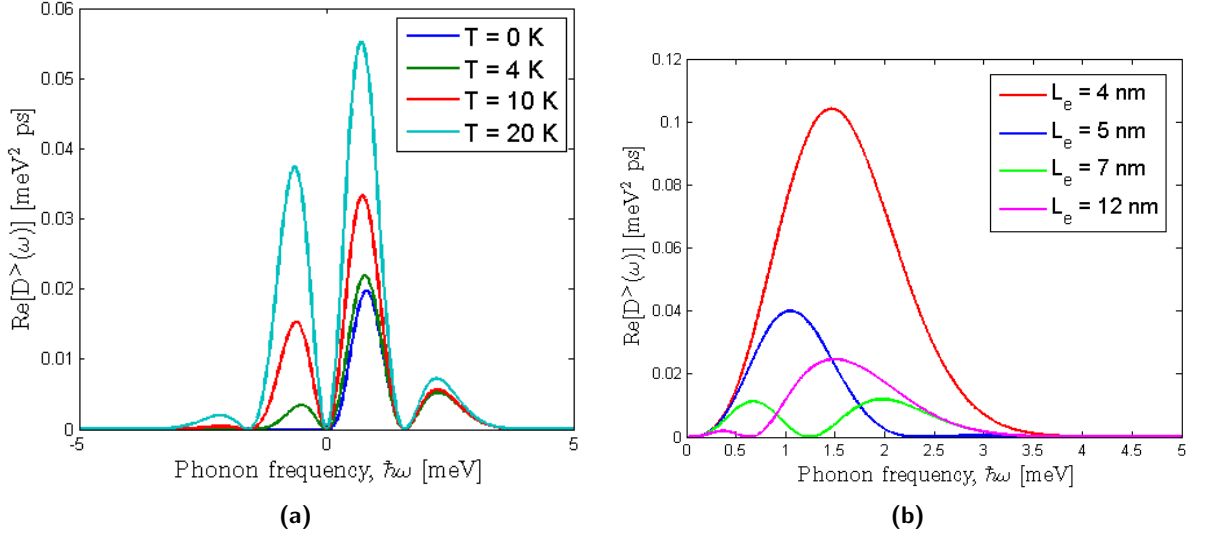 0.06
0.05
0.04
0.03
0.02
0.01
0
-5
0
5
Re[D^>(ω)] [meV² ps]
Phonon frequency, ħω [meV]
T = 0 K
T = 4 K
T = 10 K
T = 20 K
(a)
0.12
0.1
0.08
0.06
0.04
0.02
0
0
0.5
1
1.5
2
2.5
3
3.5
4
4.5
5
Re[D^>(ω)] [meV² ps]
Phonon frequency, ħω [meV]
L_e = 4 nm
L_e = 5 nm
L_e = 7 nm
L_e = 12 nm
(b)